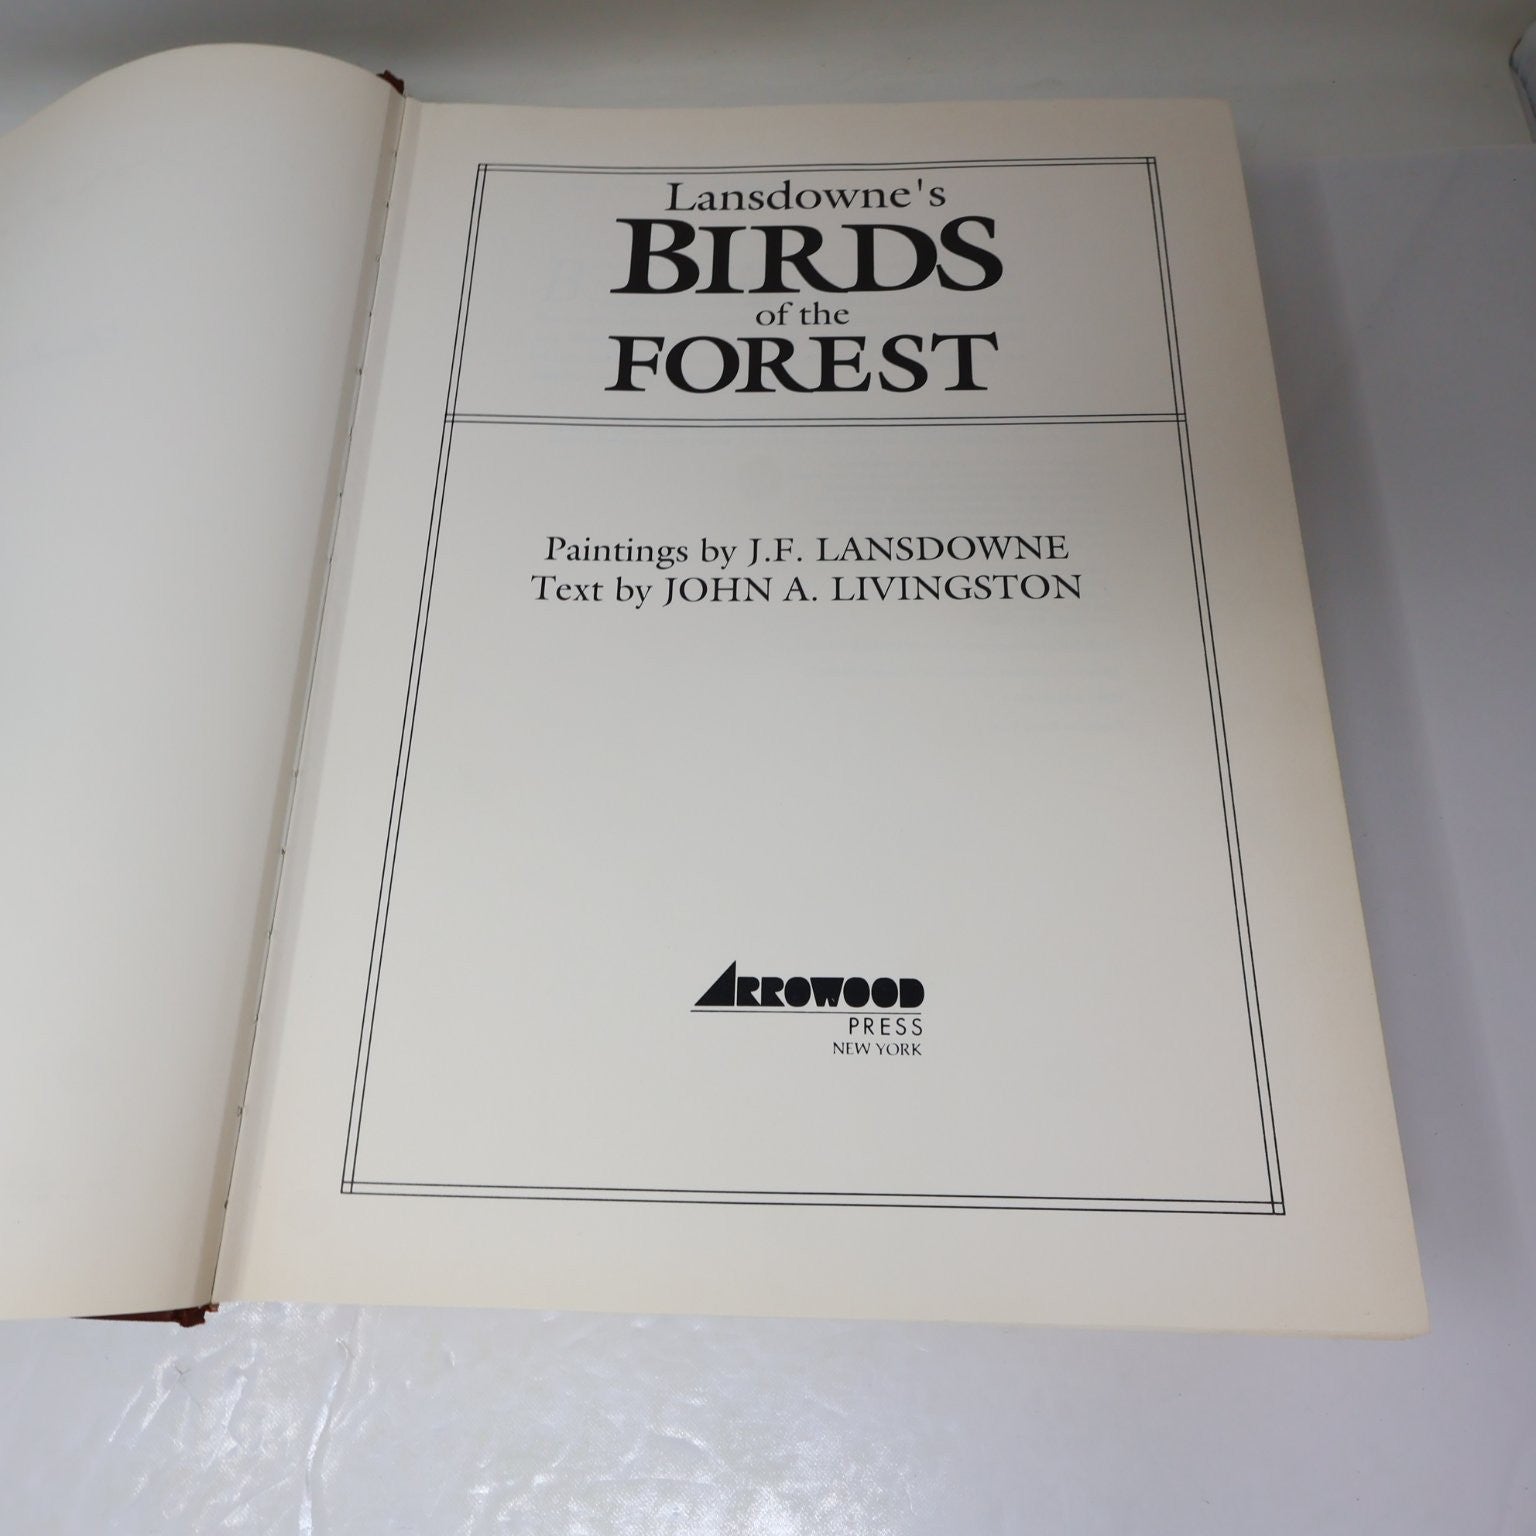 Lansdowne's
BIRDS
of the
FOREST
Paintings by J.F. LANSDOWNE
Text by JOHN A. LIVINGSTON
ARROWOOD
PRESS
NEW YORK